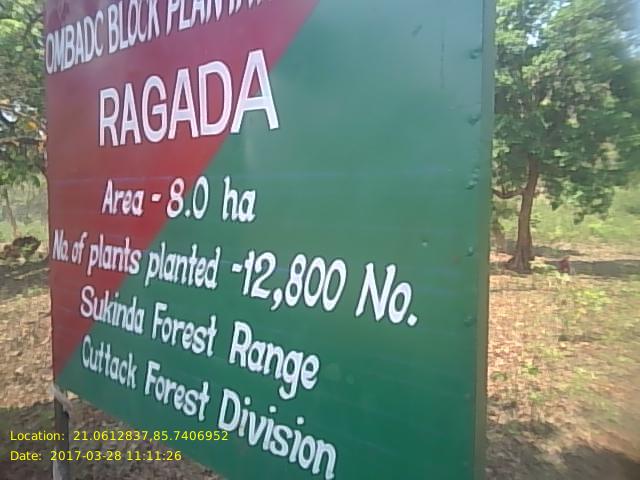 OMBADC BLOCK
RAGADA
Area - 8.0 ha
No. of plants planted -12,800 No.
Sukinda Forest Range
Cuttack Forest Division
Location: 21.0612837,85.7406952
Date: 2017-03-28 11:11:26